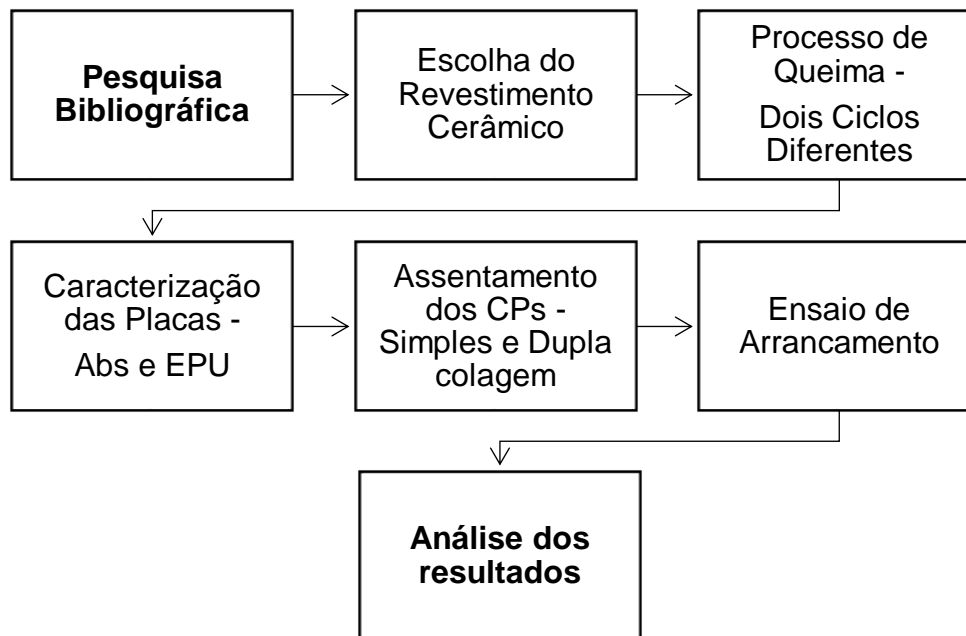 Pesquisa
Bibliográfica
Escolha do
Revestimento
Cerâmico
Processo de
Queima -
Dois Ciclos
Diferentes
Caracterização
das Placas -
Abs e EPU
Assentamento
dos CPs -
Simples e Dupla
colagem
Ensaio de
Arrancamento
Análise dos
resultados